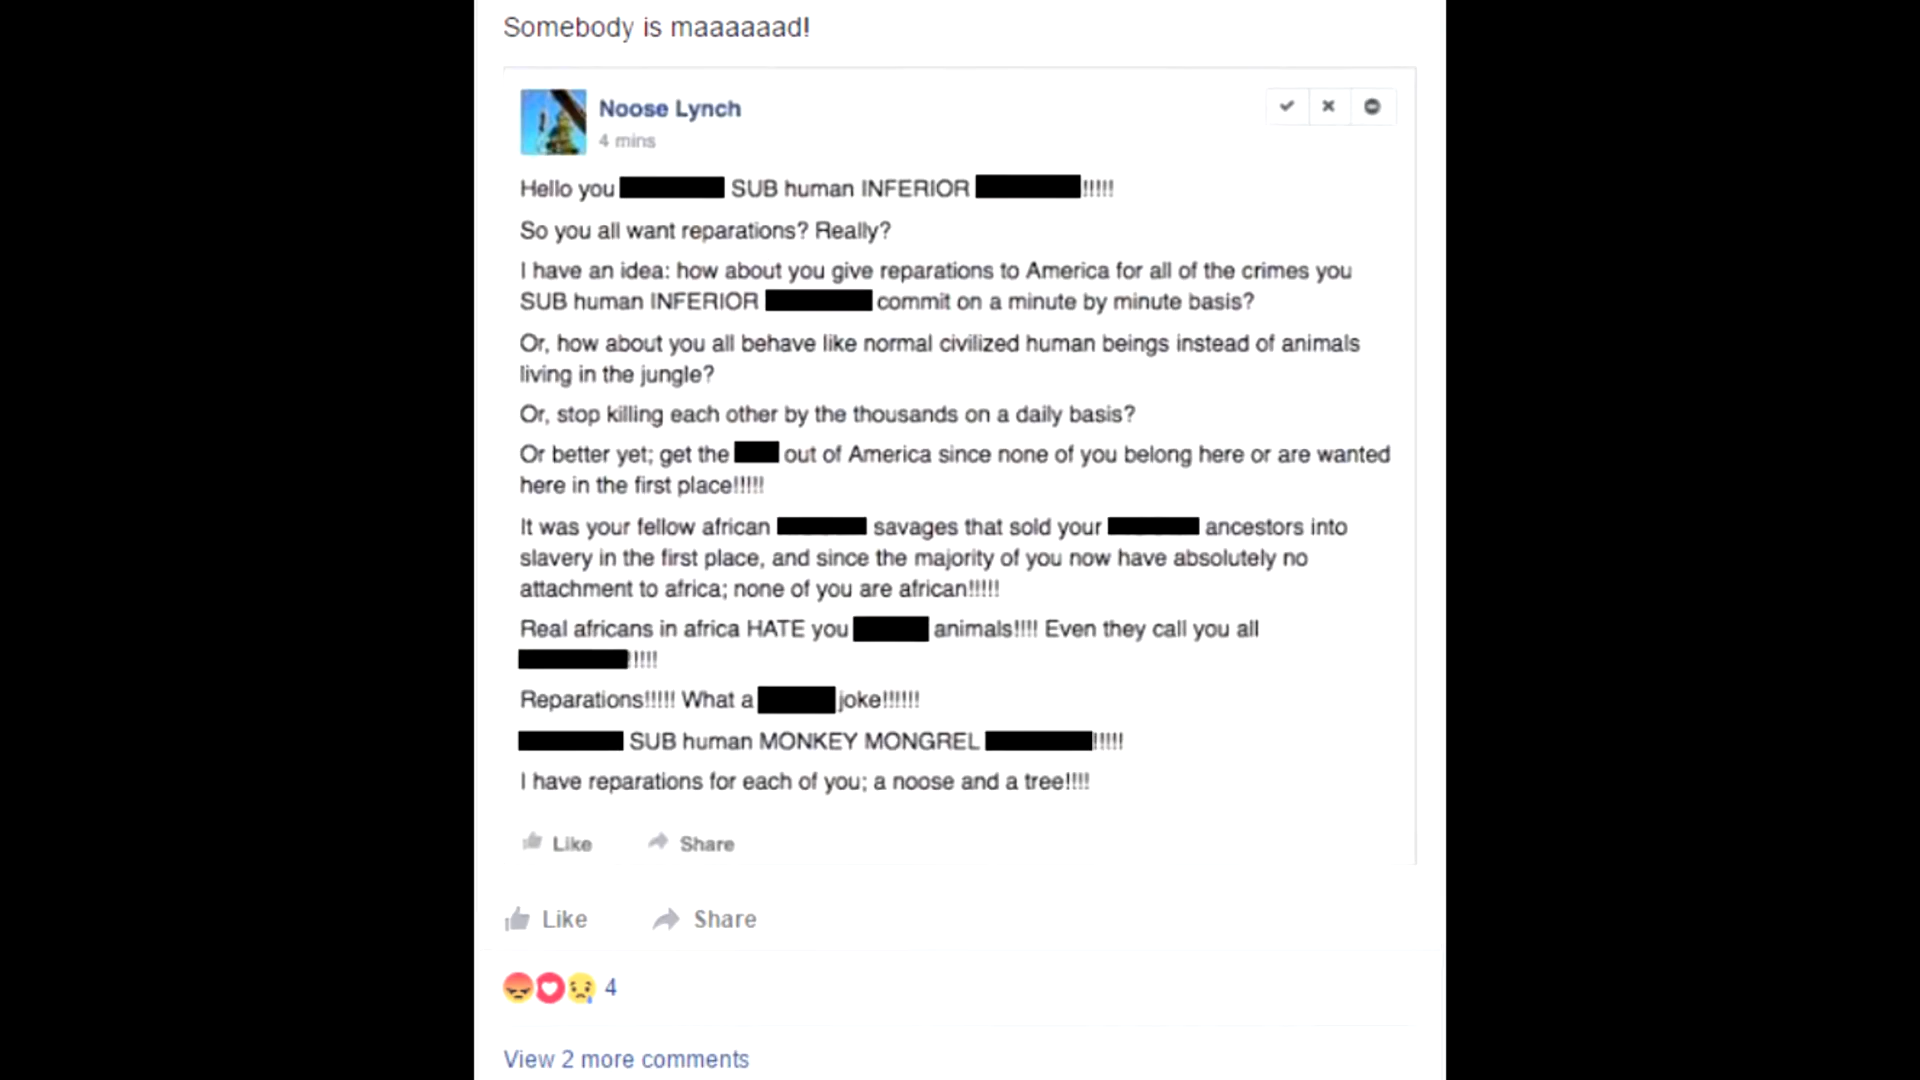 Somebody is maaaaaad!
Noose Lynch
4 mins
Hello you SUB human INFERIOR !!!!!
So you all want reparations? Really?
I have an idea: how about you give reparations to America for all of the crimes you
SUB human INFERIOR commit on a minute by minute basis?
Or, how about you all behave like normal civilized human beings instead of animals
living in the jungle?
Or, stop killing each other by the thousands on a daily basis?
Or better yet; get the out of America since none of you belong here or are wanted
here in the first place!!!!!
It was your fellow african savages that sold your ancestors into
slavery in the first place, and since the majority of you now have absolutely no
attachment to africa; none of you are african!!!!!
Real africans in africa HATE you animals!!!! Even they call you all
!!!!!
Reparations!!!!! What a joke!!!!!!
SUB human MONKEY MONGREL !!!!!
I have reparations for each of you; a noose and a tree!!!!
Like Share
Like Share
4
View 2 more comments